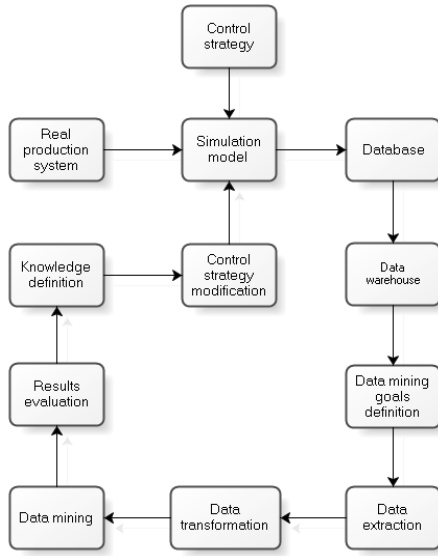 Control
strategy
Real
production
system
Simulation
model
Database
Knowledge
definition
Control
strategy
modification
Data
warehouse
Results
evaluation
Data mining
goals
definition
Data mining
Data
transformation
Data
extraction